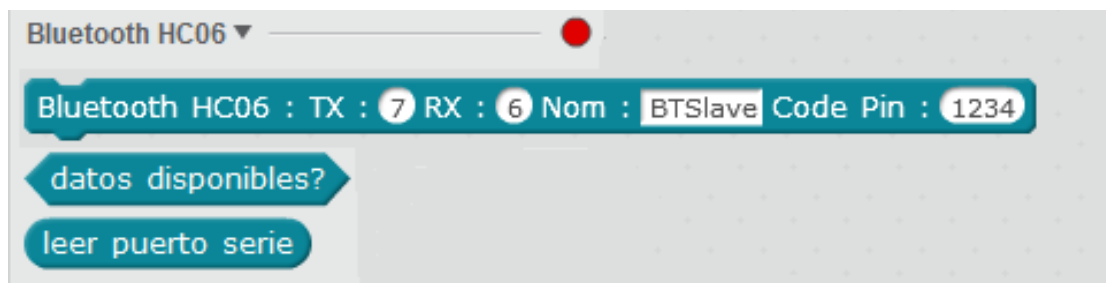 Bluetooth HC06 ▼
Bluetooth HC06 : TX : 7 RX : 6 Nom : BTSlave Code Pin : 1234
datos disponibles?
leer puerto serie